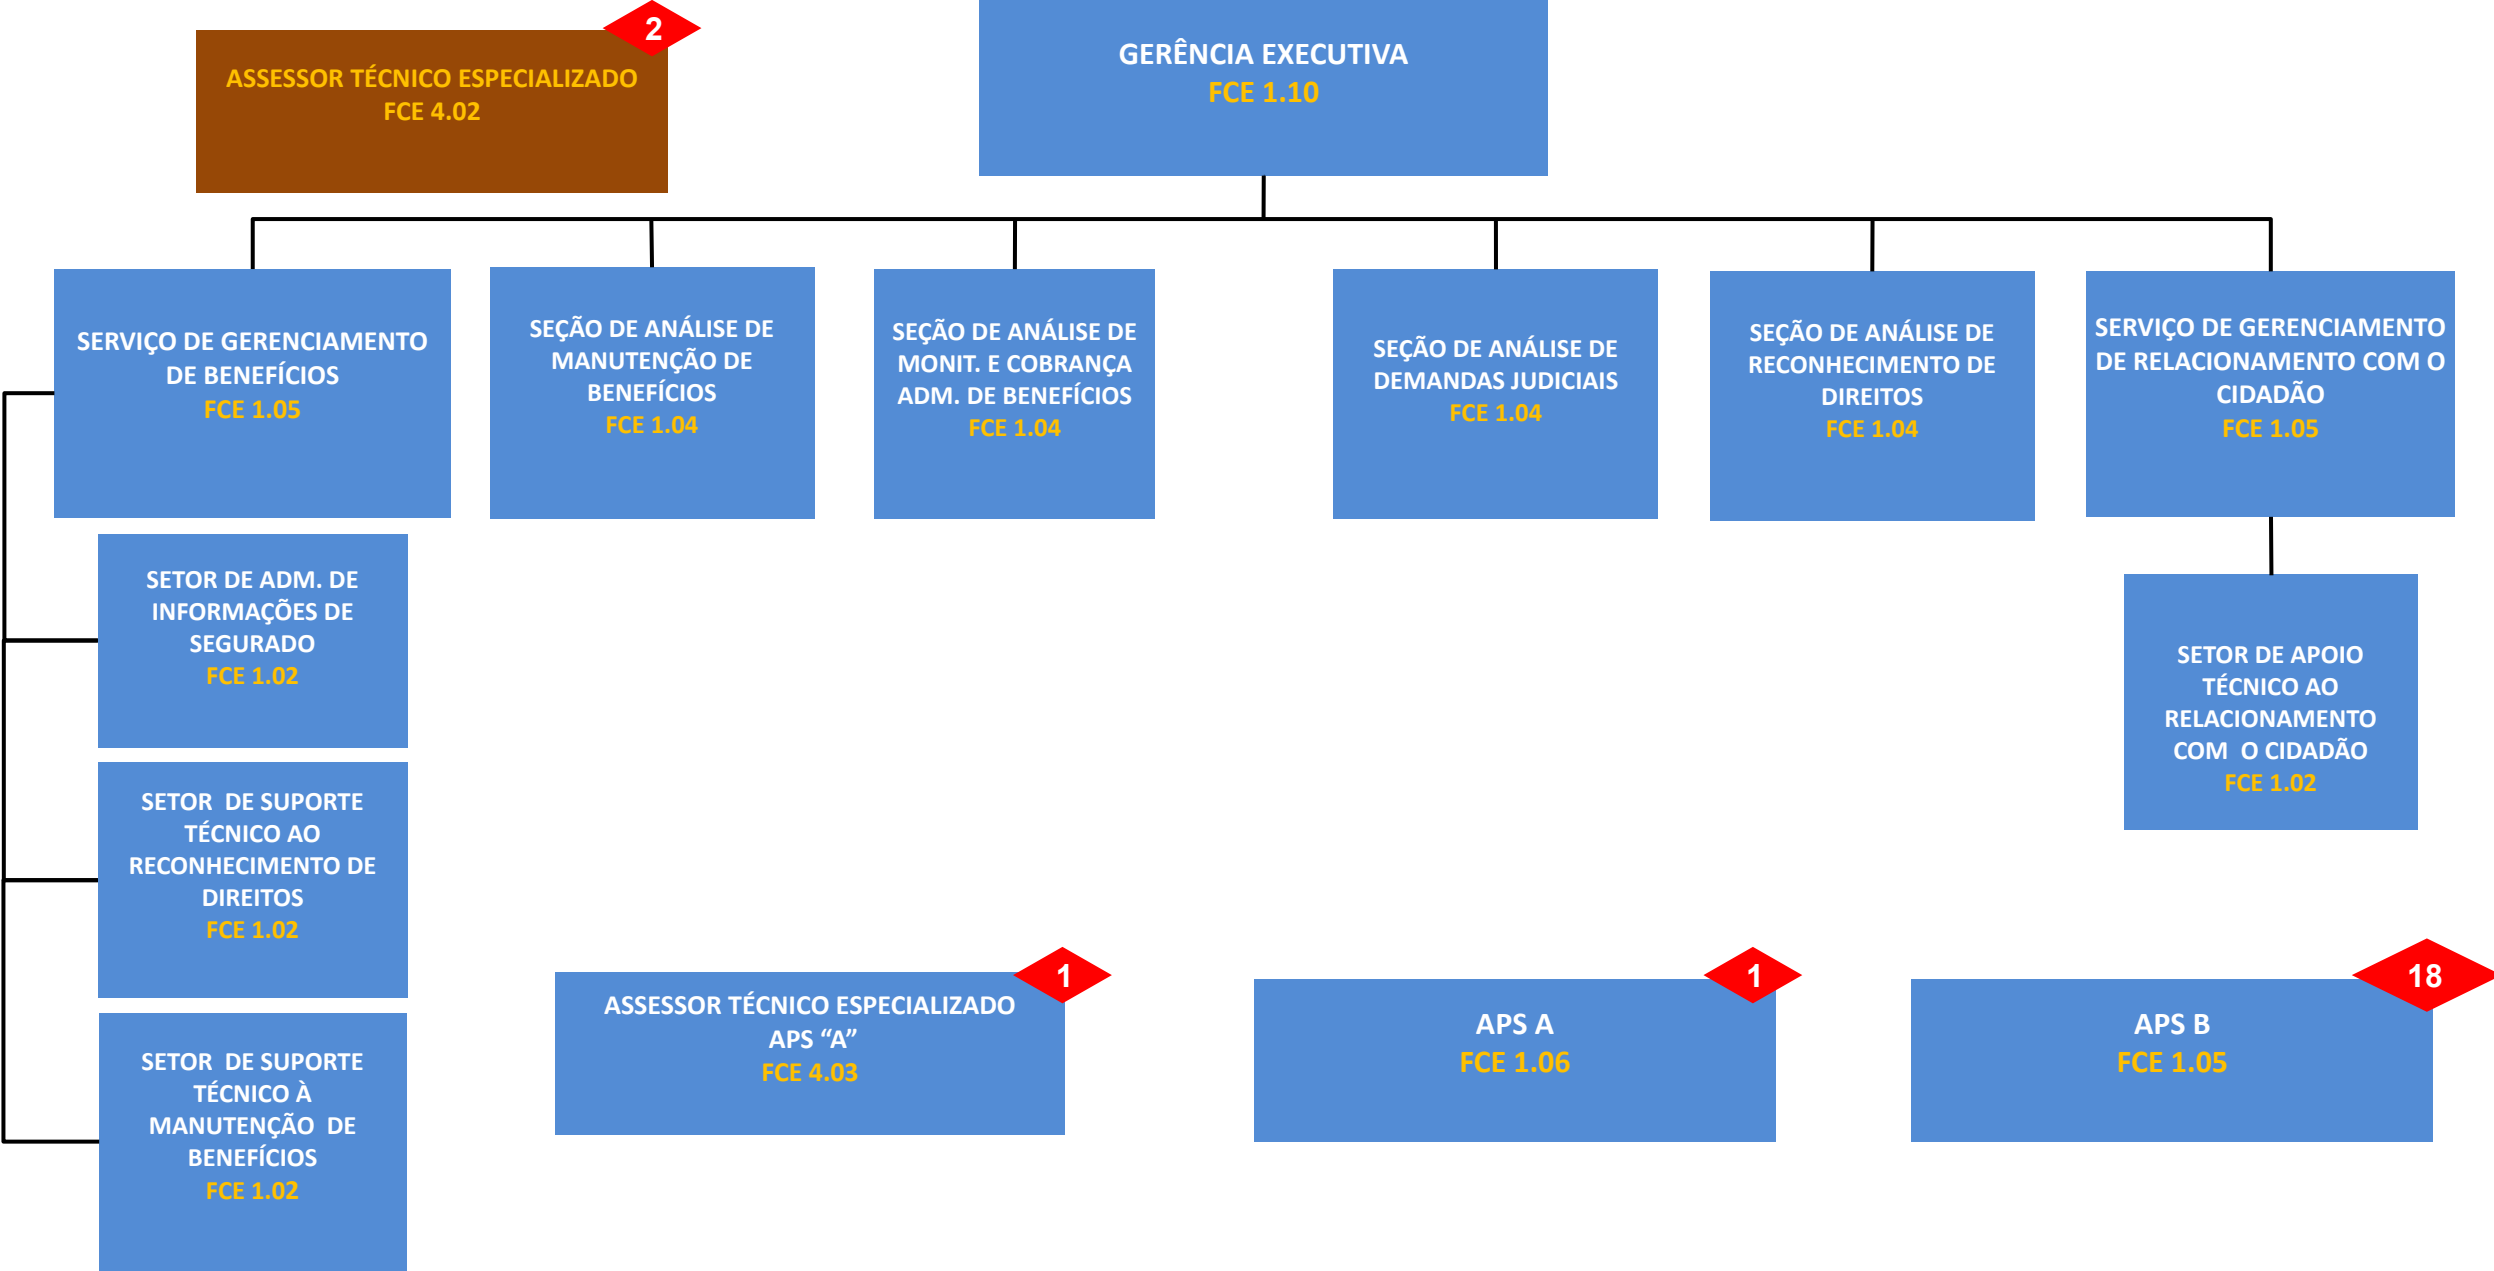 2
ASSESSOR TÉCNICO ESPECIALIZADO
FCE 4.02
GERÊNCIA EXECUTIVA
FCE 1.10
SERVIÇO DE GERENCIAMENTO
DE BENEFÍCIOS
FCE 1.05
SEÇÃO DE ANÁLISE DE
MANUTENÇÃO DE
BENEFÍCIOS
FCE 1.04
SEÇÃO DE ANÁLISE DE
MONIT. E COBRANÇA
ADM. DE BENEFÍCIOS
FCE 1.04
SEÇÃO DE ANÁLISE DE
DEMANDAS JUDICIAIS
FCE 1.04
SEÇÃO DE ANÁLISE DE
RECONHECIMENTO DE
DIREITOS
FCE 1.04
SERVIÇO DE GERENCIAMENTO
DE RELACIONAMENTO COM O
CIDADÃO
FCE 1.05
SETOR DE ADM. DE
INFORMAÇÕES DE
SEGURADO
FCE 1.02
SETOR DE SUPORTE
TÉCNICO AO
RECONHECIMENTO DE
DIREITOS
FCE 1.02
SETOR DE SUPORTE
TÉCNICO À
MANUTENÇÃO DE
BENEFÍCIOS
FCE 1.02
SETOR DE APOIO
TÉCNICO AO
RELACIONAMENTO
COM O CIDADÃO
FCE 1.02
1
ASSESSOR TÉCNICO ESPECIALIZADO
APS “A”
FCE 4.03
1
APS A
FCE 1.06
18
APS B
FCE 1.05